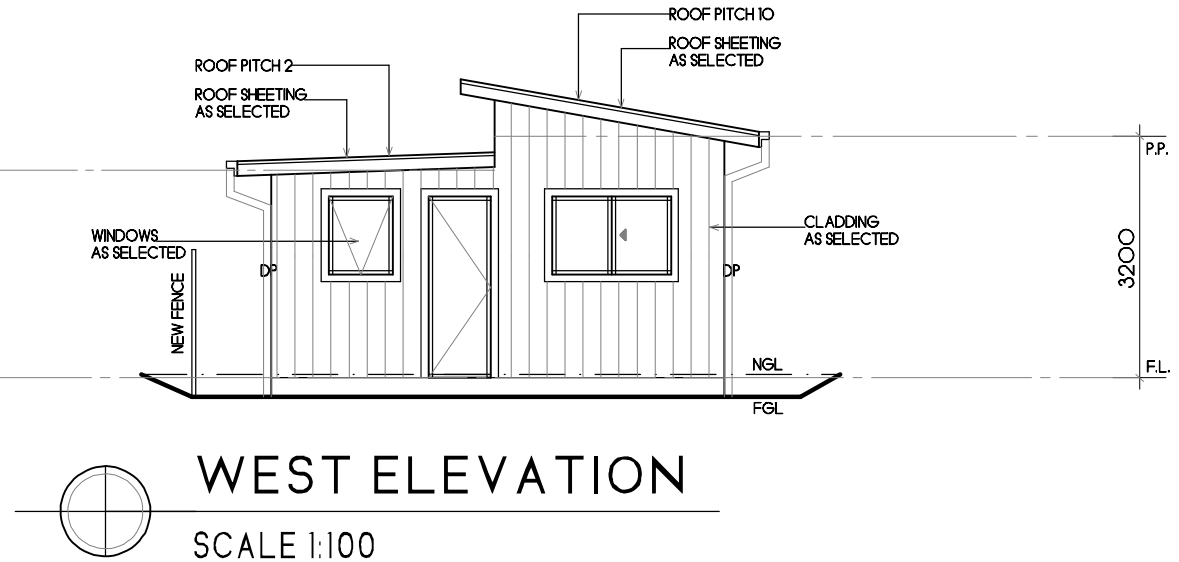 ROOF PITCH 10
ROOF SHEETING
AS SELECTED
ROOF PITCH 2
ROOF SHEETING
AS SELECTED
P.P.
WINDOWS
AS SELECTED
CLADDING
AS SELECTED
DP
DP
3200
NEW FENCE
NGL
F.L.
FGL
WEST ELEVATION
SCALE 1:100